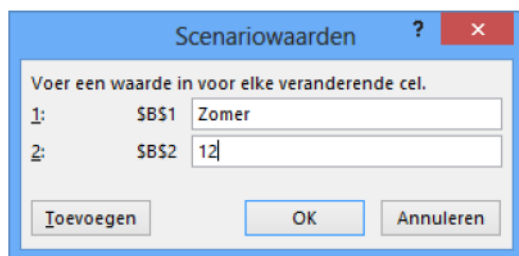 Scenariowaarden ? ×
Voer een waarde in voor elke veranderende cel.
1: $B$1 Zomer
2: $B$2 12
Toevoegen OK Annuleren